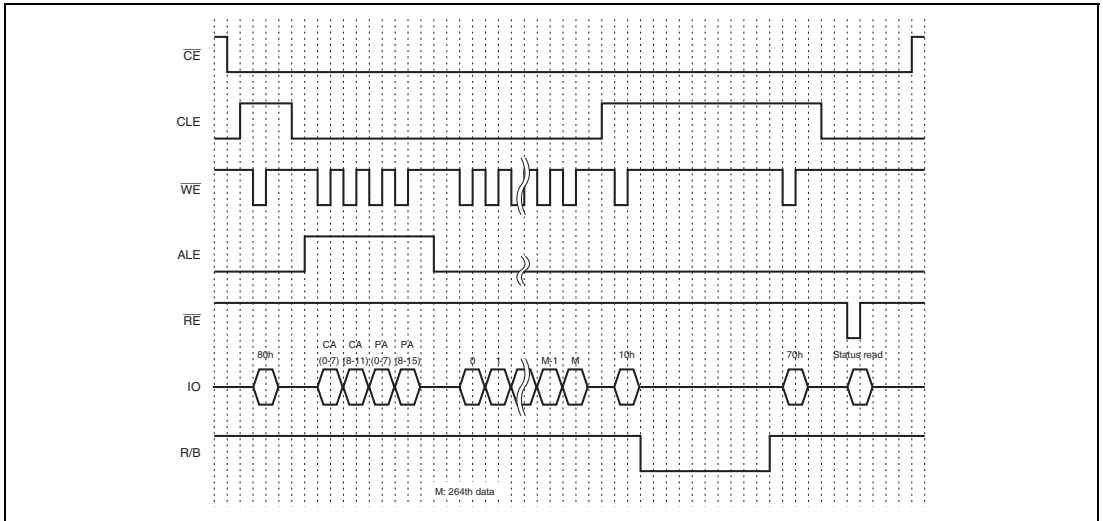 CE
CLE
WE
ALE
RE
CA CA PA PA
80h (0-7) (8-11) (0-7) (8-15) 0 1 M-1 M 10h 70h Status read
IO
R/B
M: 264th data